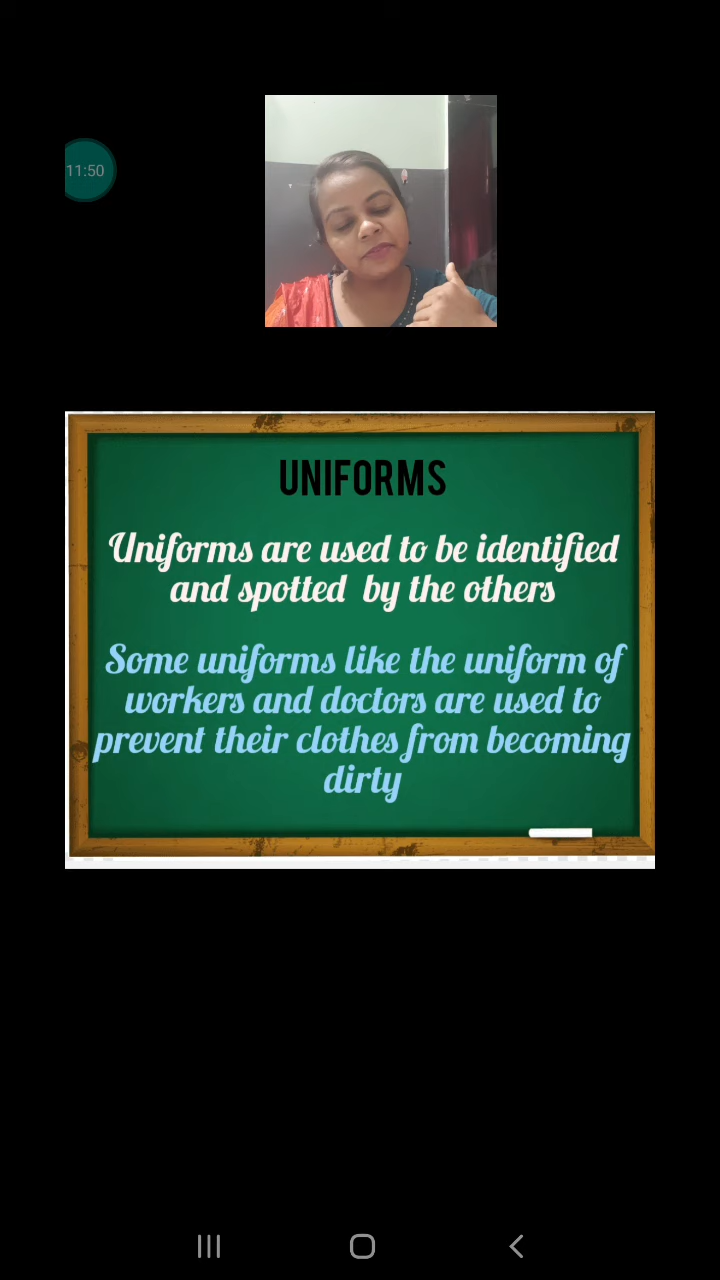 11:50
UNIFORMS
Uniforms are used to be identified
and spotted by the others
Some uniforms like the uniform of
workers and doctors are used to
prevent their clothes from becoming
dirty